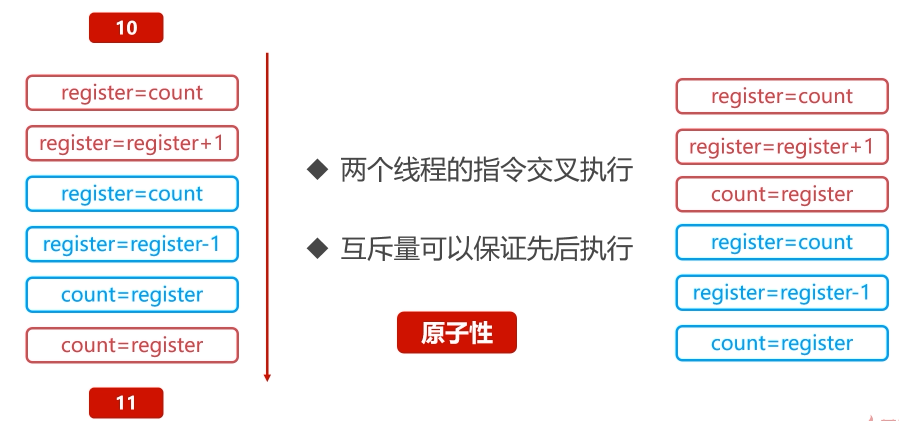 10
register=count
register=register+1
register=count
register=register-1
count=register
count=register
11
◆ 两个线程的指令交叉执行
◆ 互斥量可以保证先后执行
原子性
register=count
register=register+1
count=register
register=count
register=register-1
count=register